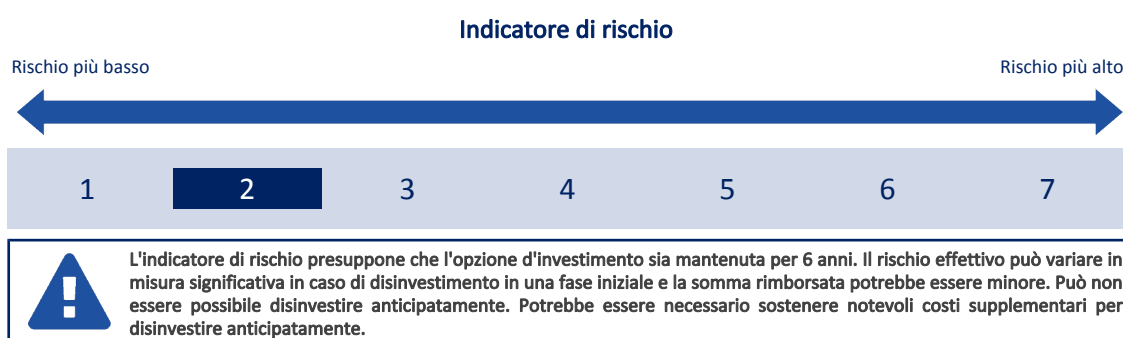 Indicatore di rischio
Rischio più basso
Rischio più alto
1 2 3 4 5 6 7
L'indicatore di rischio presuppone che l'opzione d'investimento sia mantenuta per 6 anni. Il rischio effettivo può variare in
misura significativa in caso di disinvestimento in una fase iniziale e la somma rimborsata potrebbe essere minore. Può non
essere possibile disinvestire anticipatamente. Potrebbe essere necessario sostenere notevoli costi supplementari per
disinvestire anticipatamente.